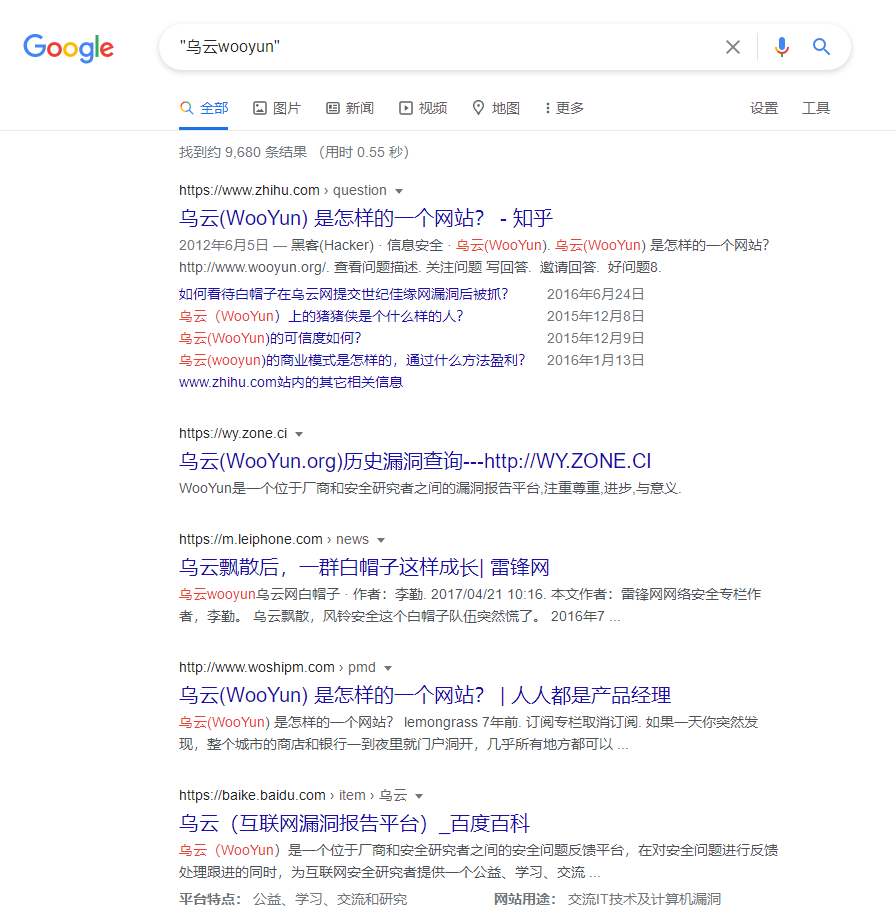 Google
"乌云wooyun"
全部 图片 新闻 视频 地图 更多 设置 工具
找到约 9,680 条结果 （用时 0.55 秒）
https://www.zhihu.com › question
乌云(WooYun) 是怎样的一个网站？ - 知乎
2012年6月5日 — 黑客(Hacker) · 信息安全 · 乌云(WooYun). 乌云(WooYun) 是怎样的一个网站？
http://www.wooyun.org/. 查看问题描述. 关注问题 写回答. 邀请回答. 好问题8.
如何看待白帽子在乌云网提交世纪佳缘网漏洞后被抓？ 2016年6月24日
乌云（WooYun）上的猪猪侠是个什么样的人？ 2015年12月8日
乌云(WooYun)的可信度如何？ 2015年12月9日
乌云(wooyun)的商业模式是怎样的，通过什么方法盈利？ 2016年1月13日
www.zhihu.com站内的其它相关信息
https://wy.zone.ci
乌云(WooYun.org)历史漏洞查询---http://WY.ZONE.CI
WooYun是一个位于厂商和安全研究者之间的漏洞报告平台,注重尊重,进步,与意义.
https://m.leiphone.com › news
乌云飘散后，一群白帽子这样成长| 雷锋网
乌云wooyun乌云网白帽子 · 作者：李勤. 2017/04/21 10:16. 本文作者：雷锋网网络安全专栏作
者，李勤。 乌云飘散，风铃安全这个白帽子队伍突然慌了。 2016年7 ...
http://www.woshipm.com › pmd
乌云(WooYun) 是怎样的一个网站？ | 人人都是产品经理
乌云(WooYun) 是怎样的一个网站？ lemongrass 7年前. 订阅专栏取消订阅. 如果一天你突然发
现，整个城市的商店和银行一到夜里就门户洞开，几乎所有地方都可以 ...
https://baike.baidu.com › item › 乌云
乌云（互联网漏洞报告平台）_百度百科
乌云（WooYun）是一个位于厂商和安全研究者之间的安全问题反馈平台，在对安全问题进行反馈
处理跟进的同时，为互联网安全研究者提供一个公益、学习、交流 ...
平台特点： 公益、学习、交流和研究 网站用途： 交流IT技术及计算机漏洞